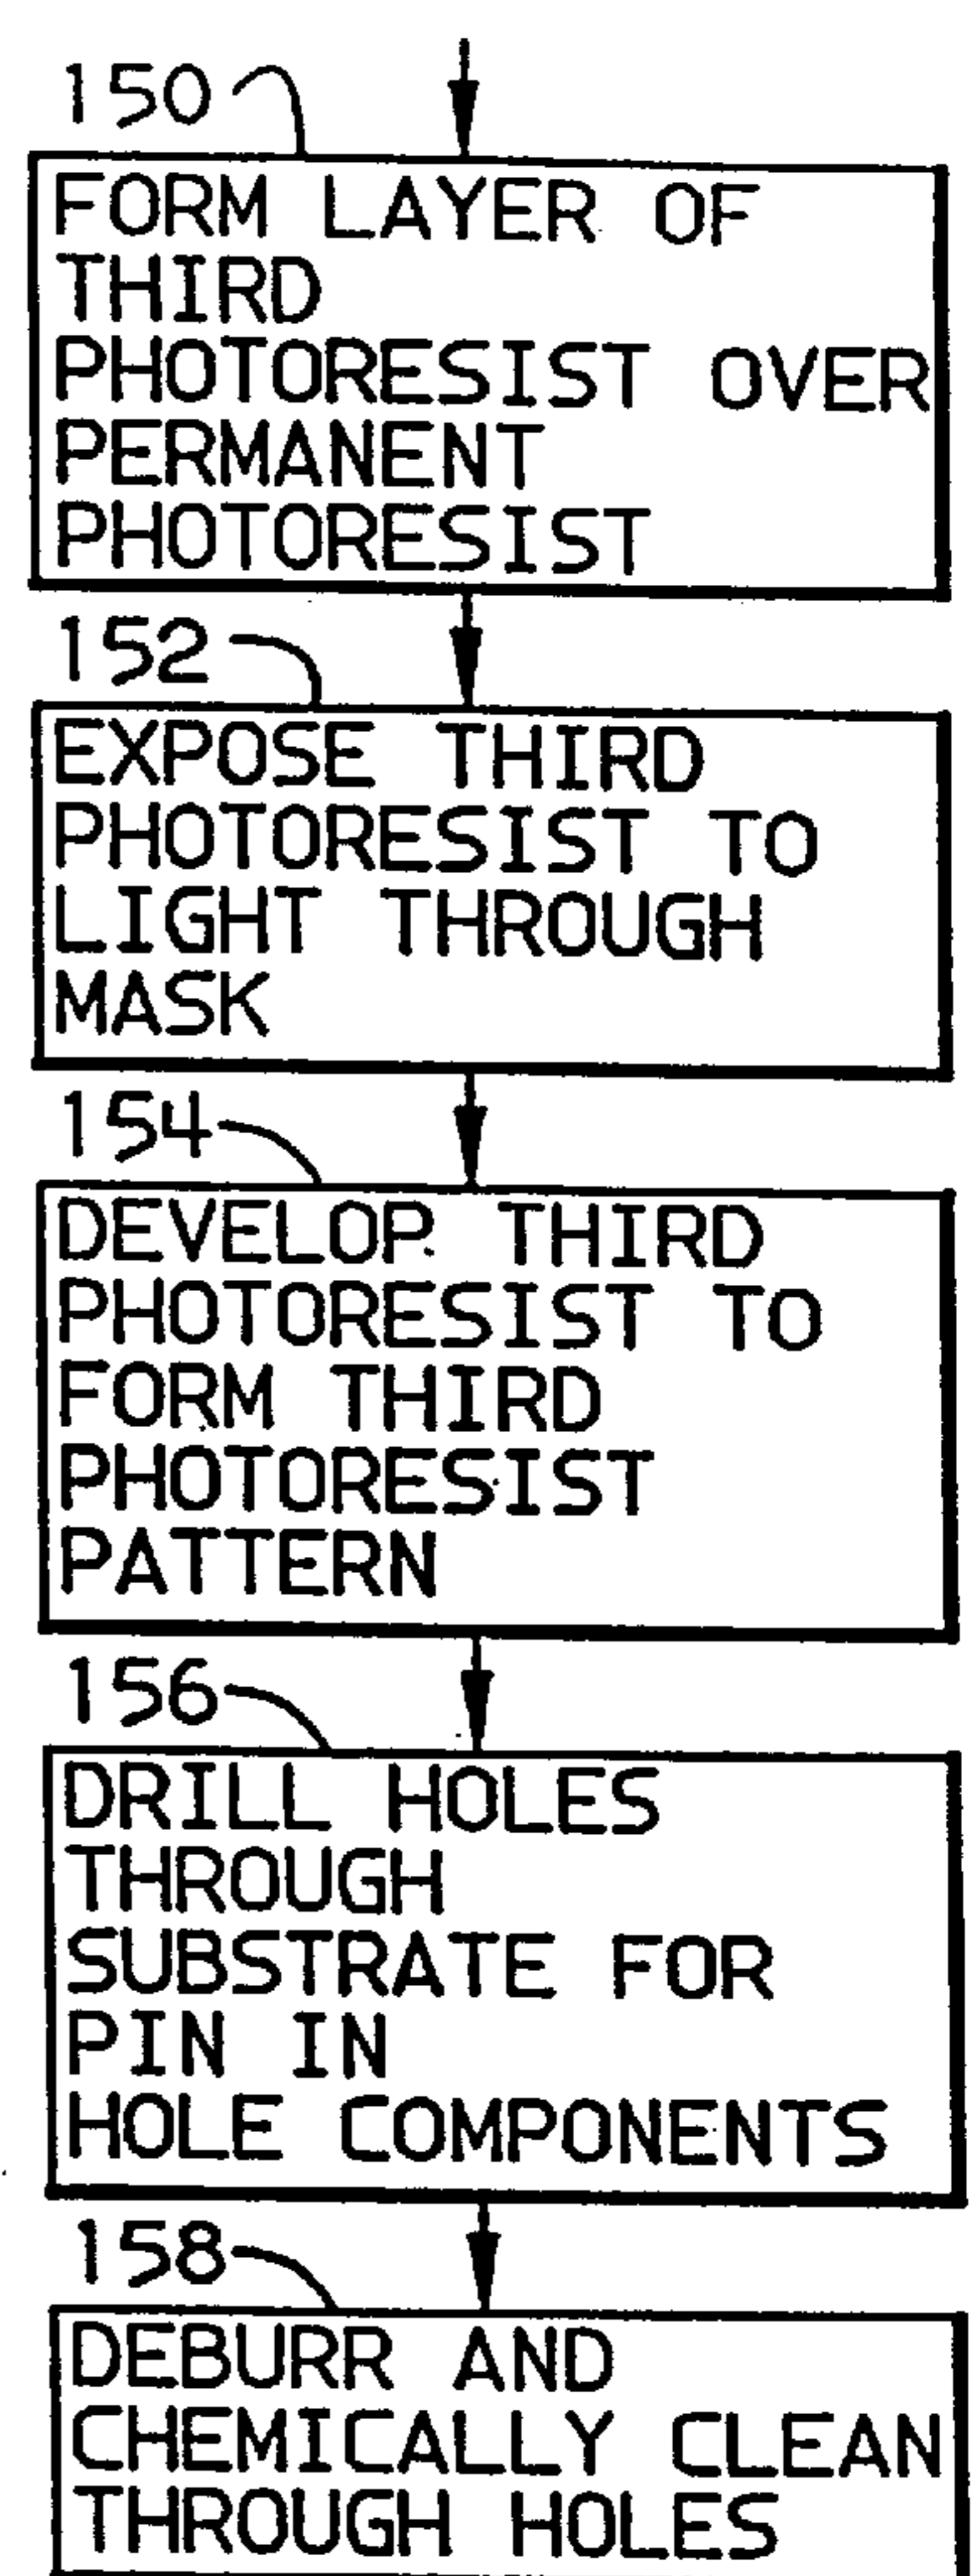 150
FORM LAYER OF
THIRD
PHOTORESIST OVER
PERMANENT
PHOTORESIST
152
EXPOSE THIRD
PHOTORESIST TO
LIGHT THROUGH
MASK
154
DEVELOP THIRD
PHOTORESIST TO
FORM THIRD
PHOTORESIST
PATTERN
156
DRILL HOLES
THROUGH
SUBSTRATE FOR
PIN IN
HOLE COMPONENTS
158
DEBURR AND
CHEMICALLY CLEAN
THROUGH HOLES